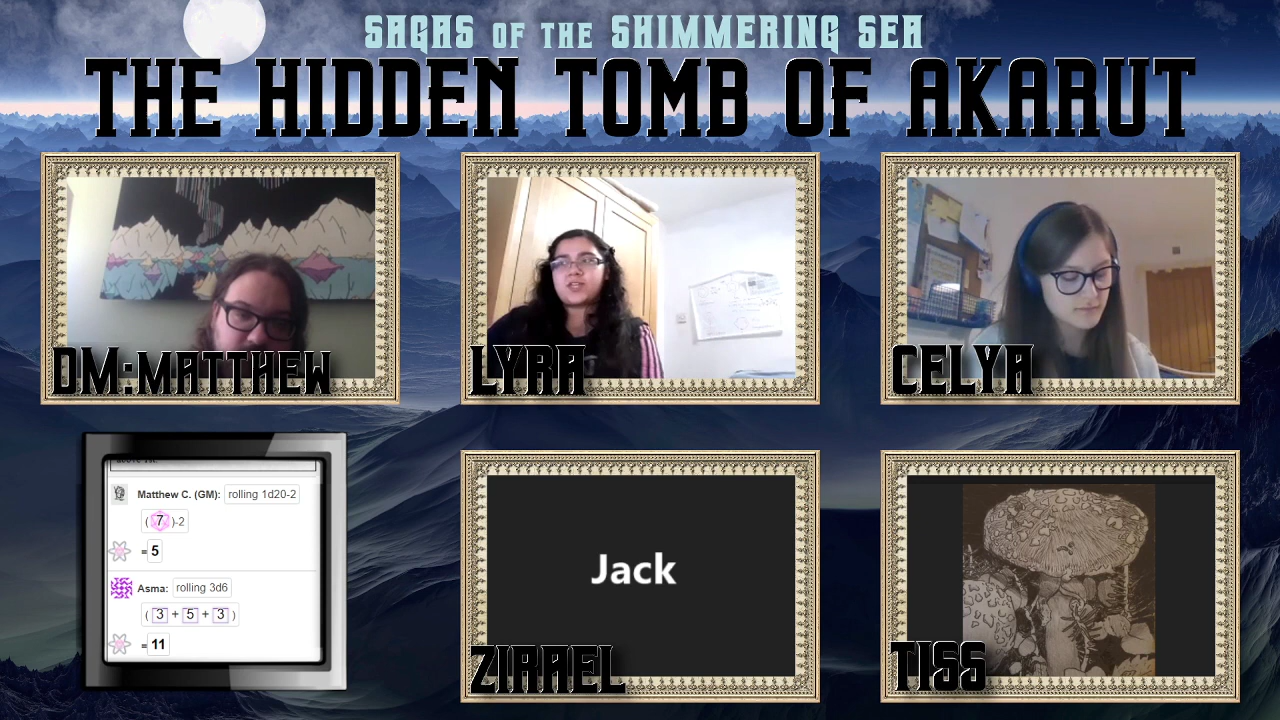 SAGAS OF THE SHIMMERING SEA
THE HIDDEN TOMB OF AKARUT
DM:MATTHEW
LYRA
CELYA
Matthew C. (GM): rolling 1d20-2
( 7 )-2
= 5
Asma: rolling 3d6
( 3 + 5 + 3 )
= 11
Jack
ZIRAEL
TISS